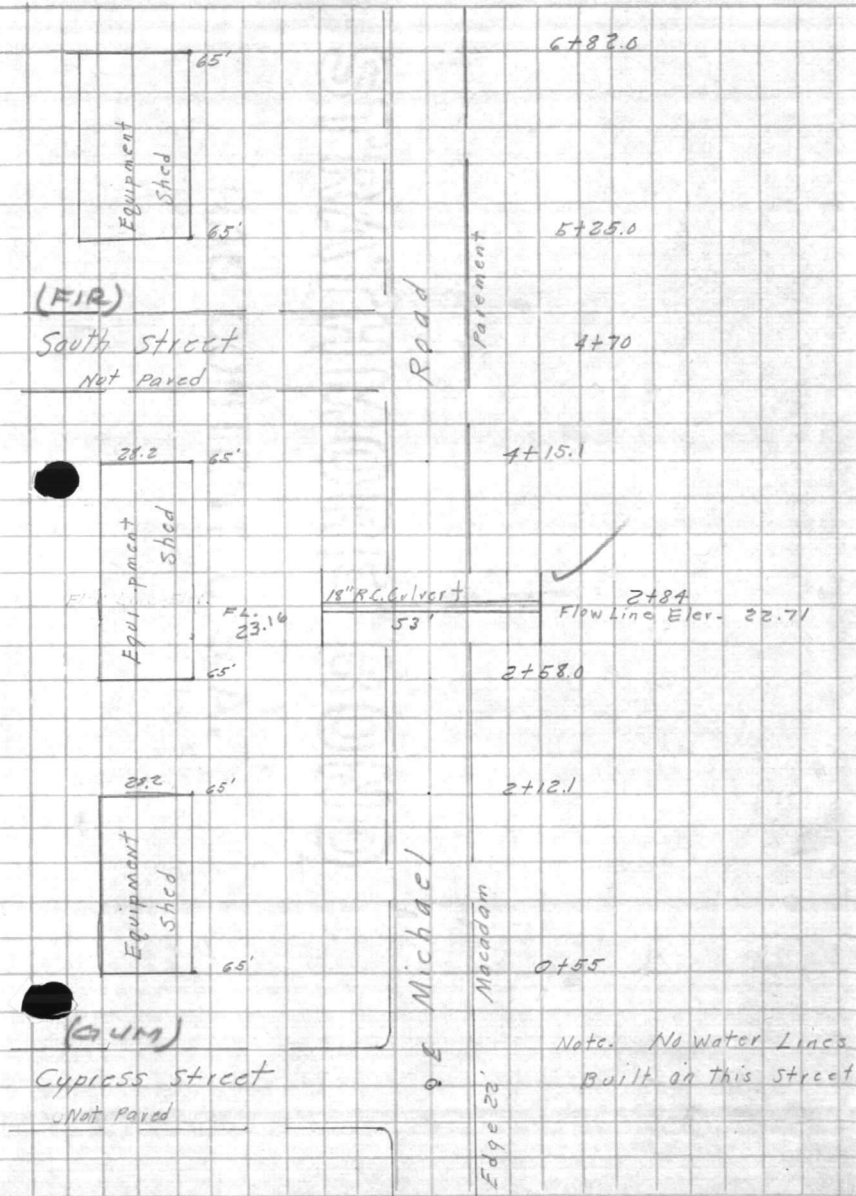 65'
6+82.0
Equipment
Shed
65'
5+25.0
(FIR)
South Street
Not Paved
4+70
Road
Pavement
28.2
65'
4+15.1
Equipment
Shed
F.L.
23.16
18" R.C. Culvert
53'
2+84
Flow Line Elev. - 22.71
65'
2+58.0
28.2
65'
2+12.1
Equipment
Shed
65'
0+55
Michael
Macadam
(GUM)
Cypress Street
Not Paved
Note. No Water Lines
Built on This Street
Edge 22'